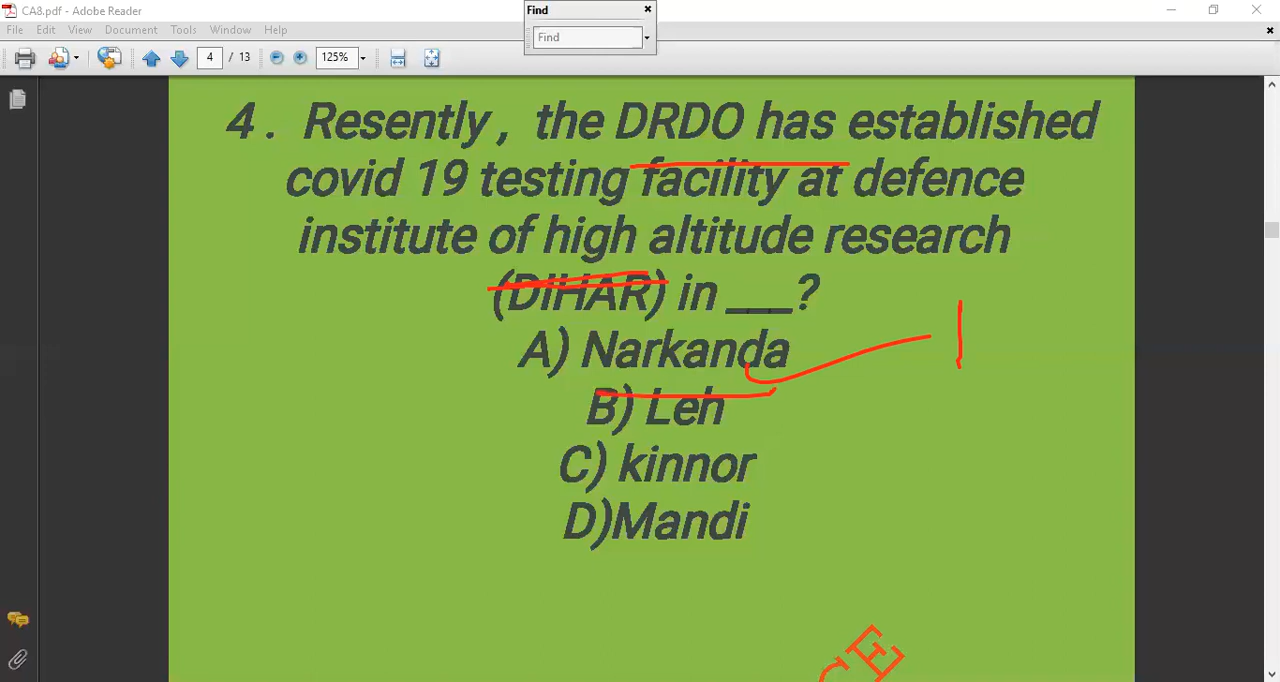 CA8.pdf - Adobe Reader
Find
File Edit View Document Tools Window Help
Find
4 / 13 125%
4 . Resently , the DRDO has established
covid 19 testing facility at defence
institute of high altitude research
(DIHAR) in ___?
A) Narkanda
B) Leh
C) kinnor
D)Mandi
CE